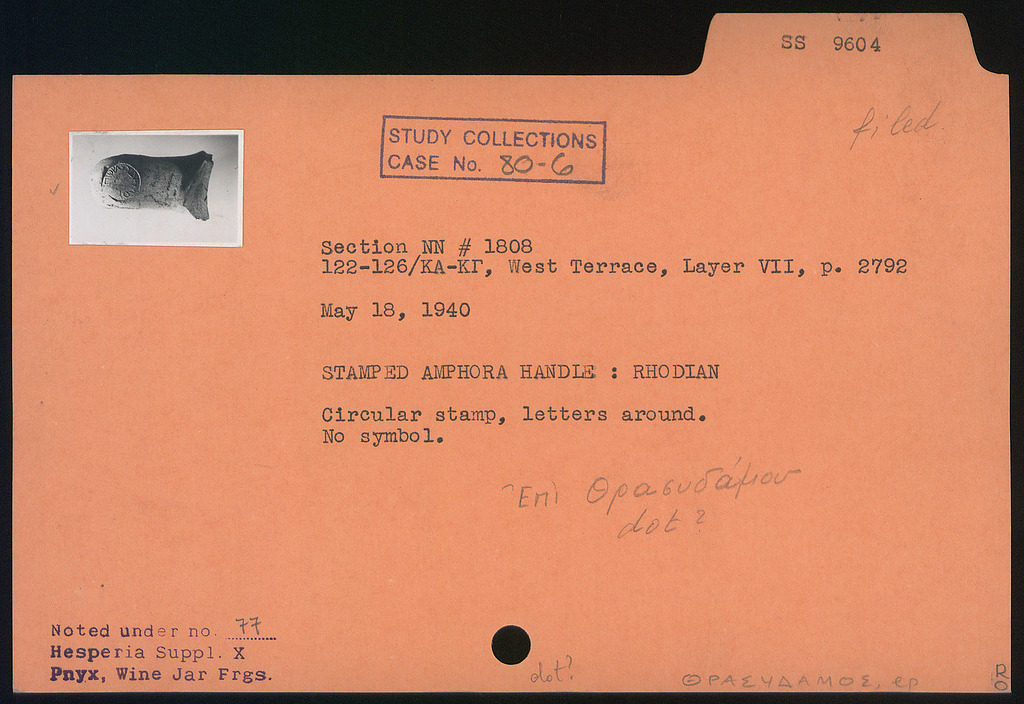 SS 9604
filed
STUDY COLLECTIONS
CASE No. 80-6
Section NN # 1808
122-126/ΚΑ-ΚΓ, West Terrace, Layer VII, p. 2792
May 18, 1940
STAMPED AMPHORA HANDLE : RHODIAN
Circular stamp, letters around.
No symbol.
Ἐπὶ Θρασυδάμου
dot?
Noted under no. 77
Hesperia Suppl. X
Pnyx, Wine Jar Frgs.
dot?
ΘΡΑΣΥΔΑΜΟΣ, ep
RO